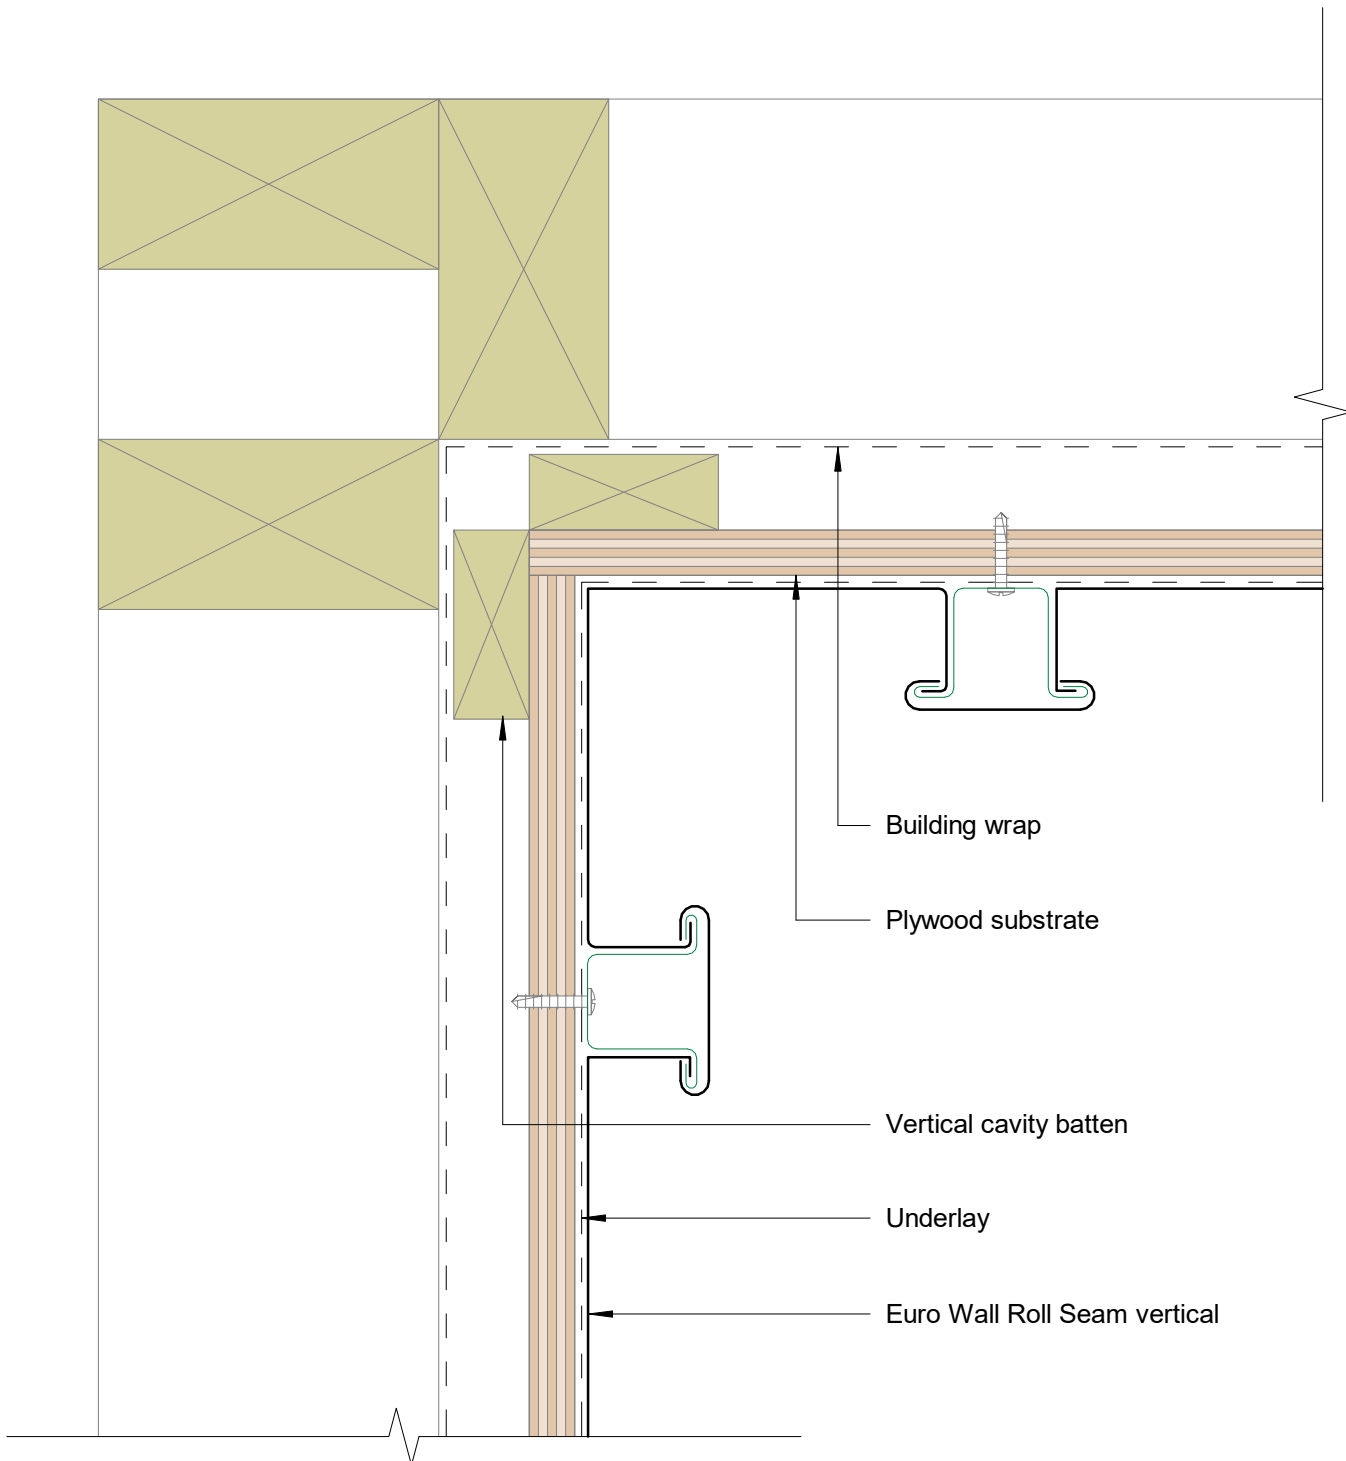 Building wrap
Plywood substrate
Vertical cavity batten
Underlay
Euro Wall Roll Seam vertical